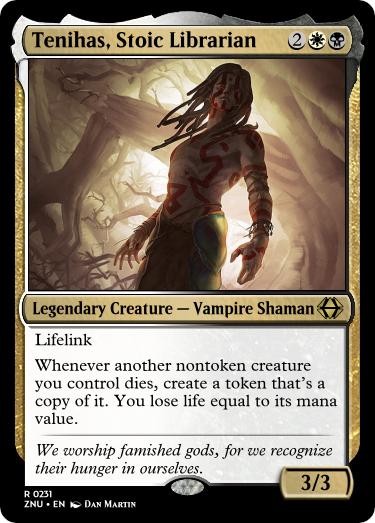 Tenihas, Stoic Librarian 2
Legendary Creature — Vampire Shaman
Lifelink
Whenever another nontoken creature
you control dies, create a token that's a
copy of it. You lose life equal to its mana
value.
We worship famished gods, for we recognize
their hunger in ourselves.
3/3
R 0231
ZNU • EN Dan Martin